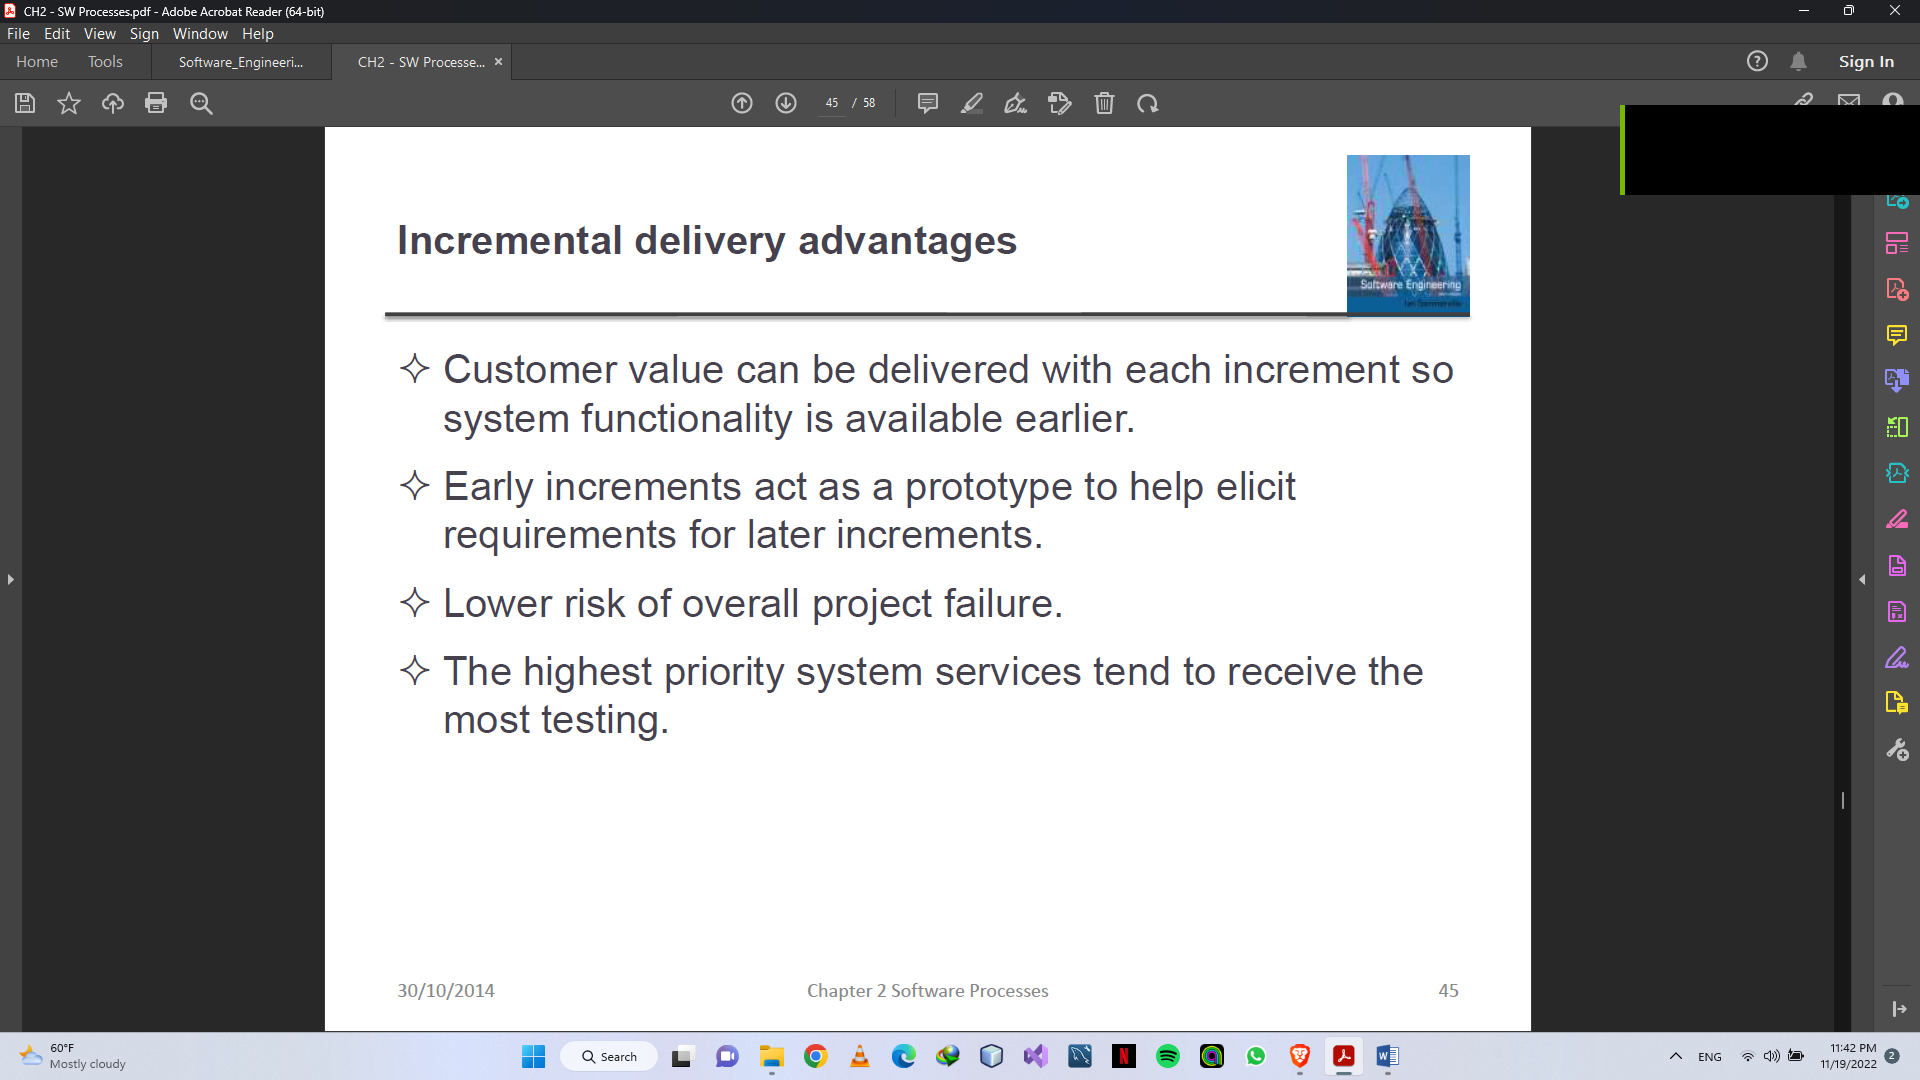 CH2 - SW Processes.pdf - Adobe Acrobat Reader (64-bit)
File Edit View Sign Window Help
Home Tools Software_Engineeri... CH2 - SW Processe... Sign In
45 / 58
Incremental delivery advantages
Software Engineering
Customer value can be delivered with each increment so
system functionality is available earlier.
Early increments act as a prototype to help elicit
requirements for later increments.
Lower risk of overall project failure.
The highest priority system services tend to receive the
most testing.
30/10/2014 Chapter 2 Software Processes 45
60°F
Mostly cloudy
Search
ENG
11:42 PM
11/19/2022
2